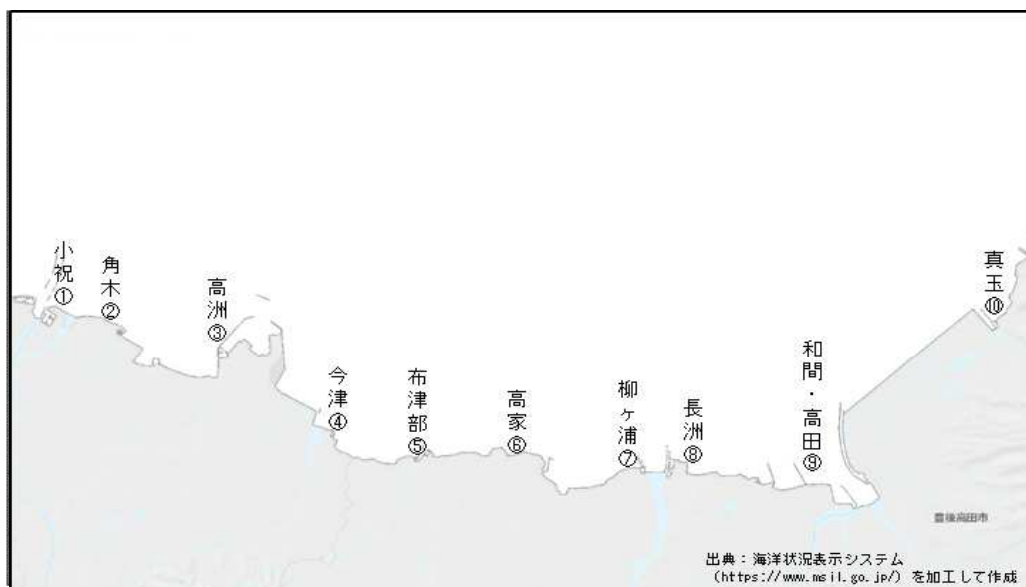 小祝①
角木②
高洲③
今津④
布津部⑤
高家⑥
柳ヶ浦⑦
長洲⑧
和間・高田⑨
真玉⑩
豊後高田市
出典：海洋状況表示システム
（https://www.msil.go.jp/）を加工して作成